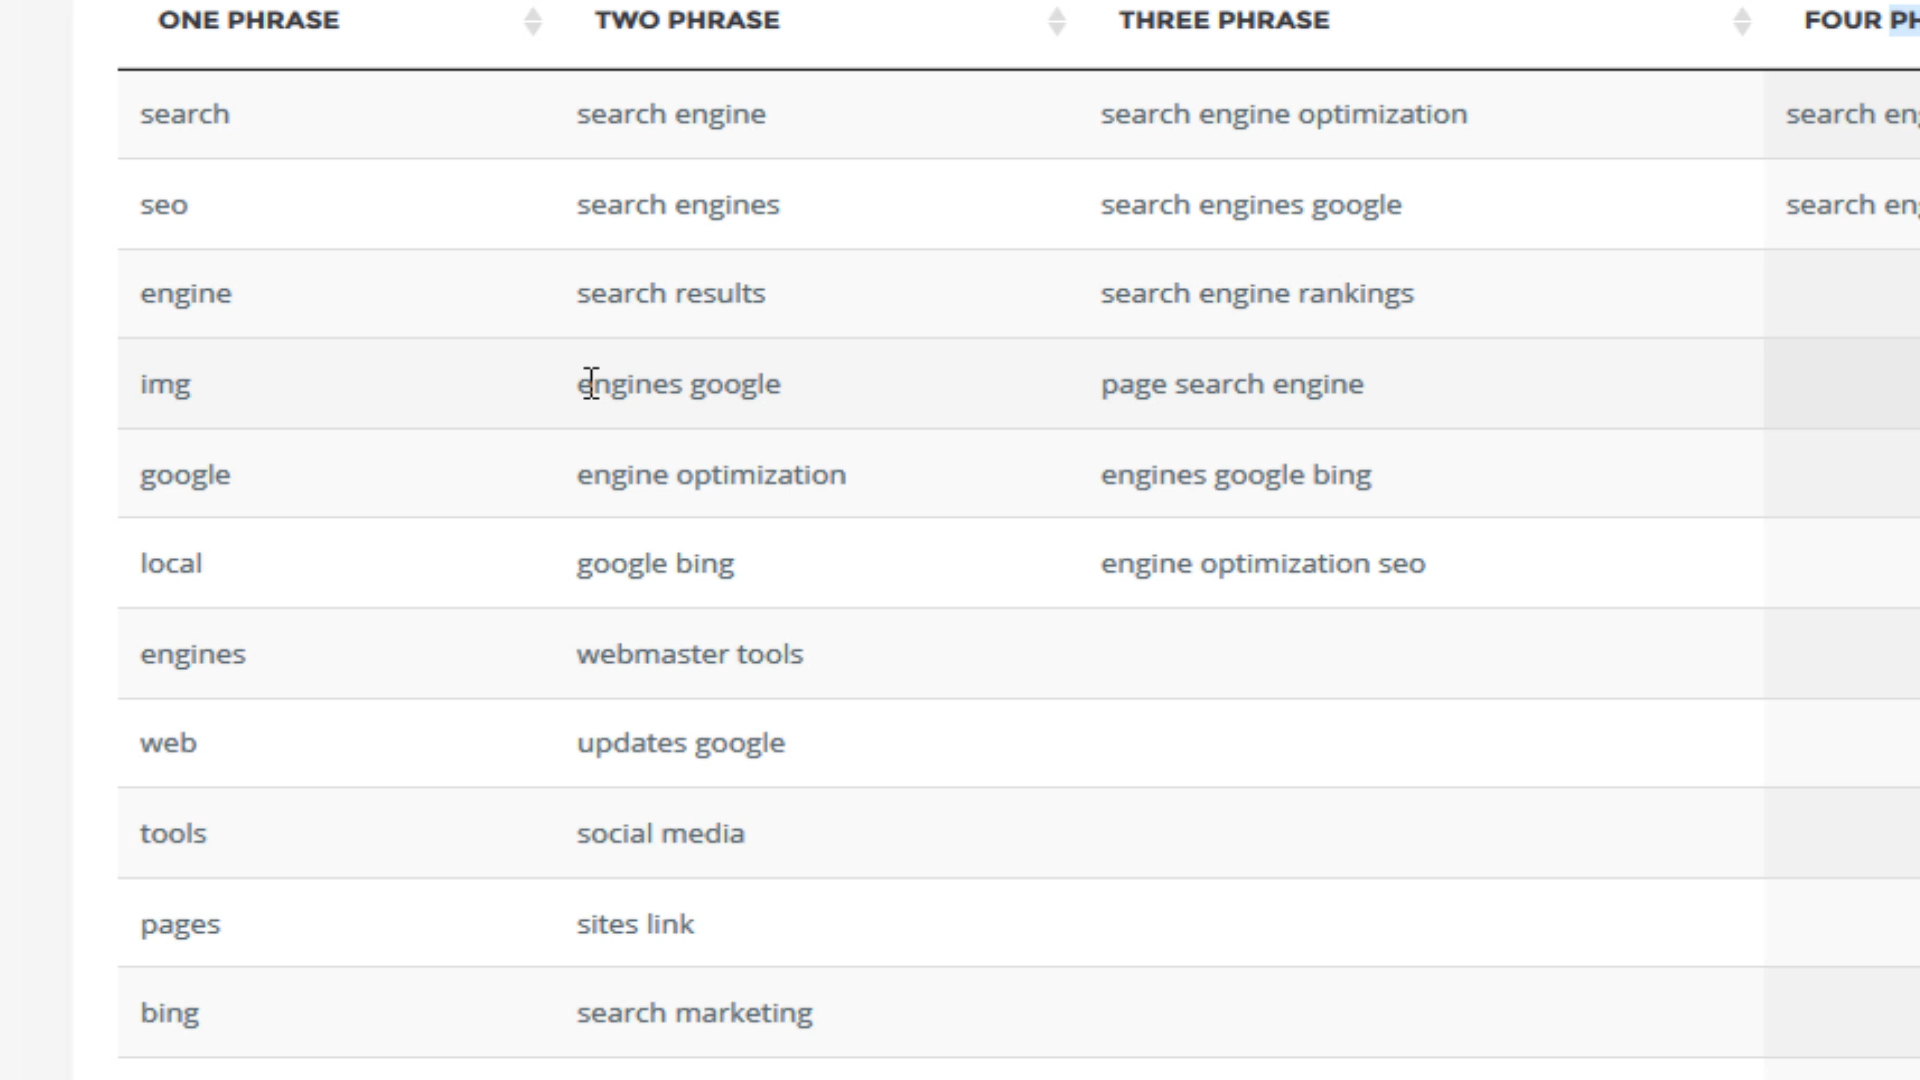 ONE PHRASE TWO PHRASE THREE PHRASE FOUR
search search engine search engine optimization search
seo search engines search engines google search
engine search results search engine rankings
img engines google page search engine
google engine optimization engines google bing
local google bing engine optimization seo
engines webmaster tools
web updates google
tools social media
pages sites link
bing search marketing